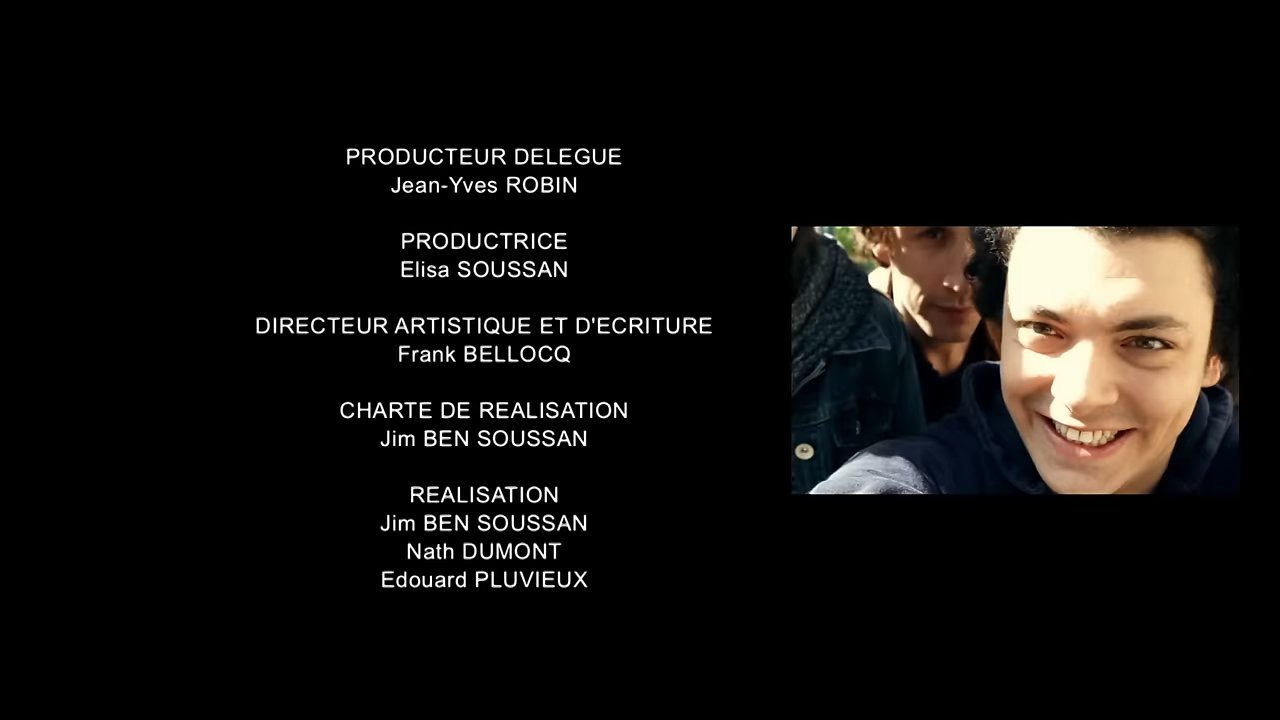 PRODUCTEUR DELEGUE
Jean-Yves ROBIN
PRODUCTRICE
Elisa SOUSSAN
DIRECTEUR ARTISTIQUE ET D'ECRITURE
Frank BELLOCQ
CHARTE DE REALISATION
Jim BEN SOUSSAN
REALISATION
Jim BEN SOUSSAN
Nath DUMONT
Edouard PLUVIEUX